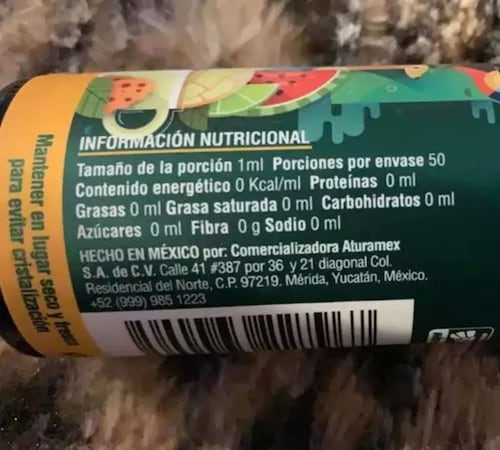 INFORMACIÓN NUTRICIONAL
Tamaño de la porción 1ml Porciones por envase 50
Contenido energético 0 Kcal/ml Proteínas 0 ml
Grasas 0 ml Grasa saturada 0 ml Carbohidratos 0 ml
Azúcares 0 ml Fibra 0 g Sodio 0 ml
HECHO EN MÉXICO por: Comercializadora Aturamex
S.A. de C.V. Calle 41 #387 por 36 y 21 diagonal Col.
Residencial del Norte, C.P. 97219. Mérida, Yucatán, México.
+52 (999) 985 1223
Mantener en lugar seco y fresco
para evitar cristalización